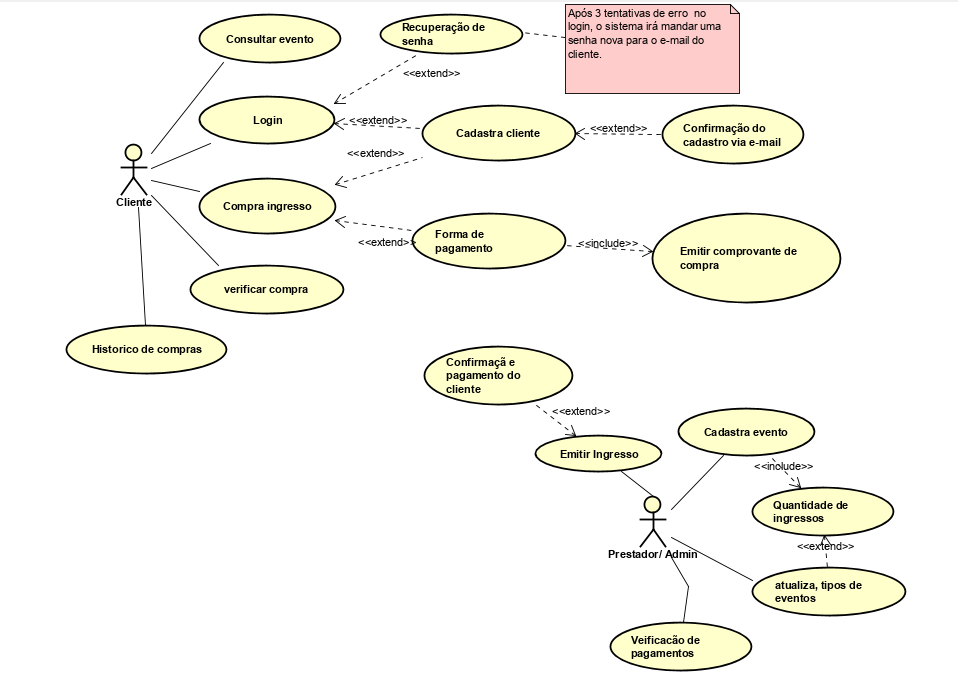 Consultar evento
Recuperação de
senha
Após 3 tentativas de erro  no
login, o sistema irá mandar uma
senha nova para o e-mail do
cliente.
<<extend>>
Login
<<extend>>
Cadastra cliente
<<extend>>
Confirmação do
cadastro via e-mail
<<extend>>
Cliente
Compra ingresso
<<extend>>
Forma de
pagamento
<<include>>
Emitir comprovante de
compra
verificar compra
Historico de compras
Confirmaçã e
pagamento do
cliente
<<extend>>
Emitir Ingresso
Cadastra evento
<<include>>
Quantidade de
ingressos
<<extend>>
Prestador/ Admin
atualiza, tipos de
eventos
Veificacão de
pagamentos